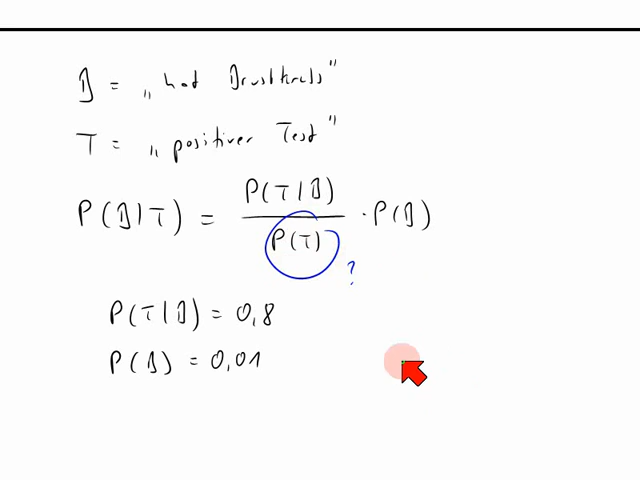 B = „hat Brustkrebs"
T = „positiver Test"
P(B|T) = P(T|B) / P(T) · P(B)
?
P(T|B) = 0,8
P(B) = 0,01